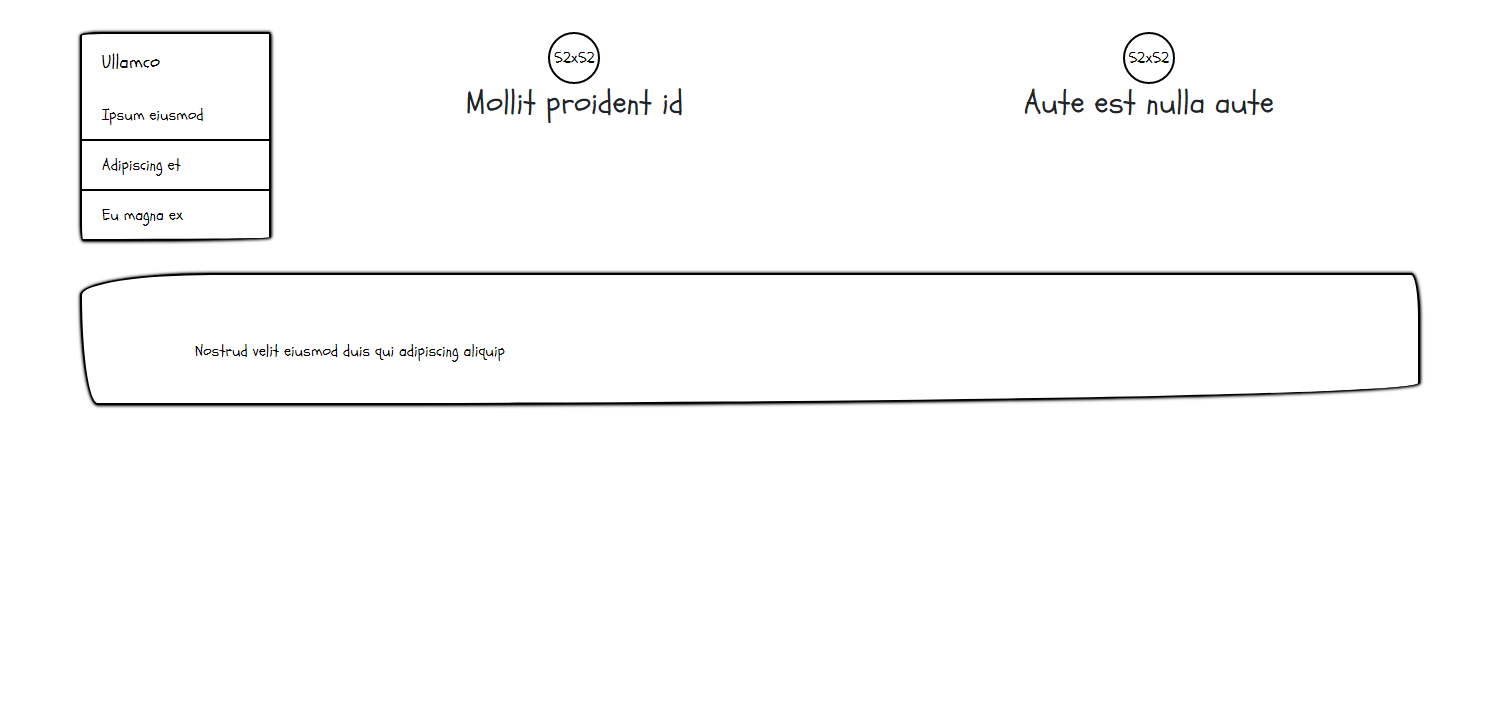 Ullamco
Ipsum eiusmod
Adipiscing et
Eu magna ex
52x52
Mollit proident id
52x52
Aute est nulla aute
Nostrud velit eiusmod duis qui adipiscing aliquip